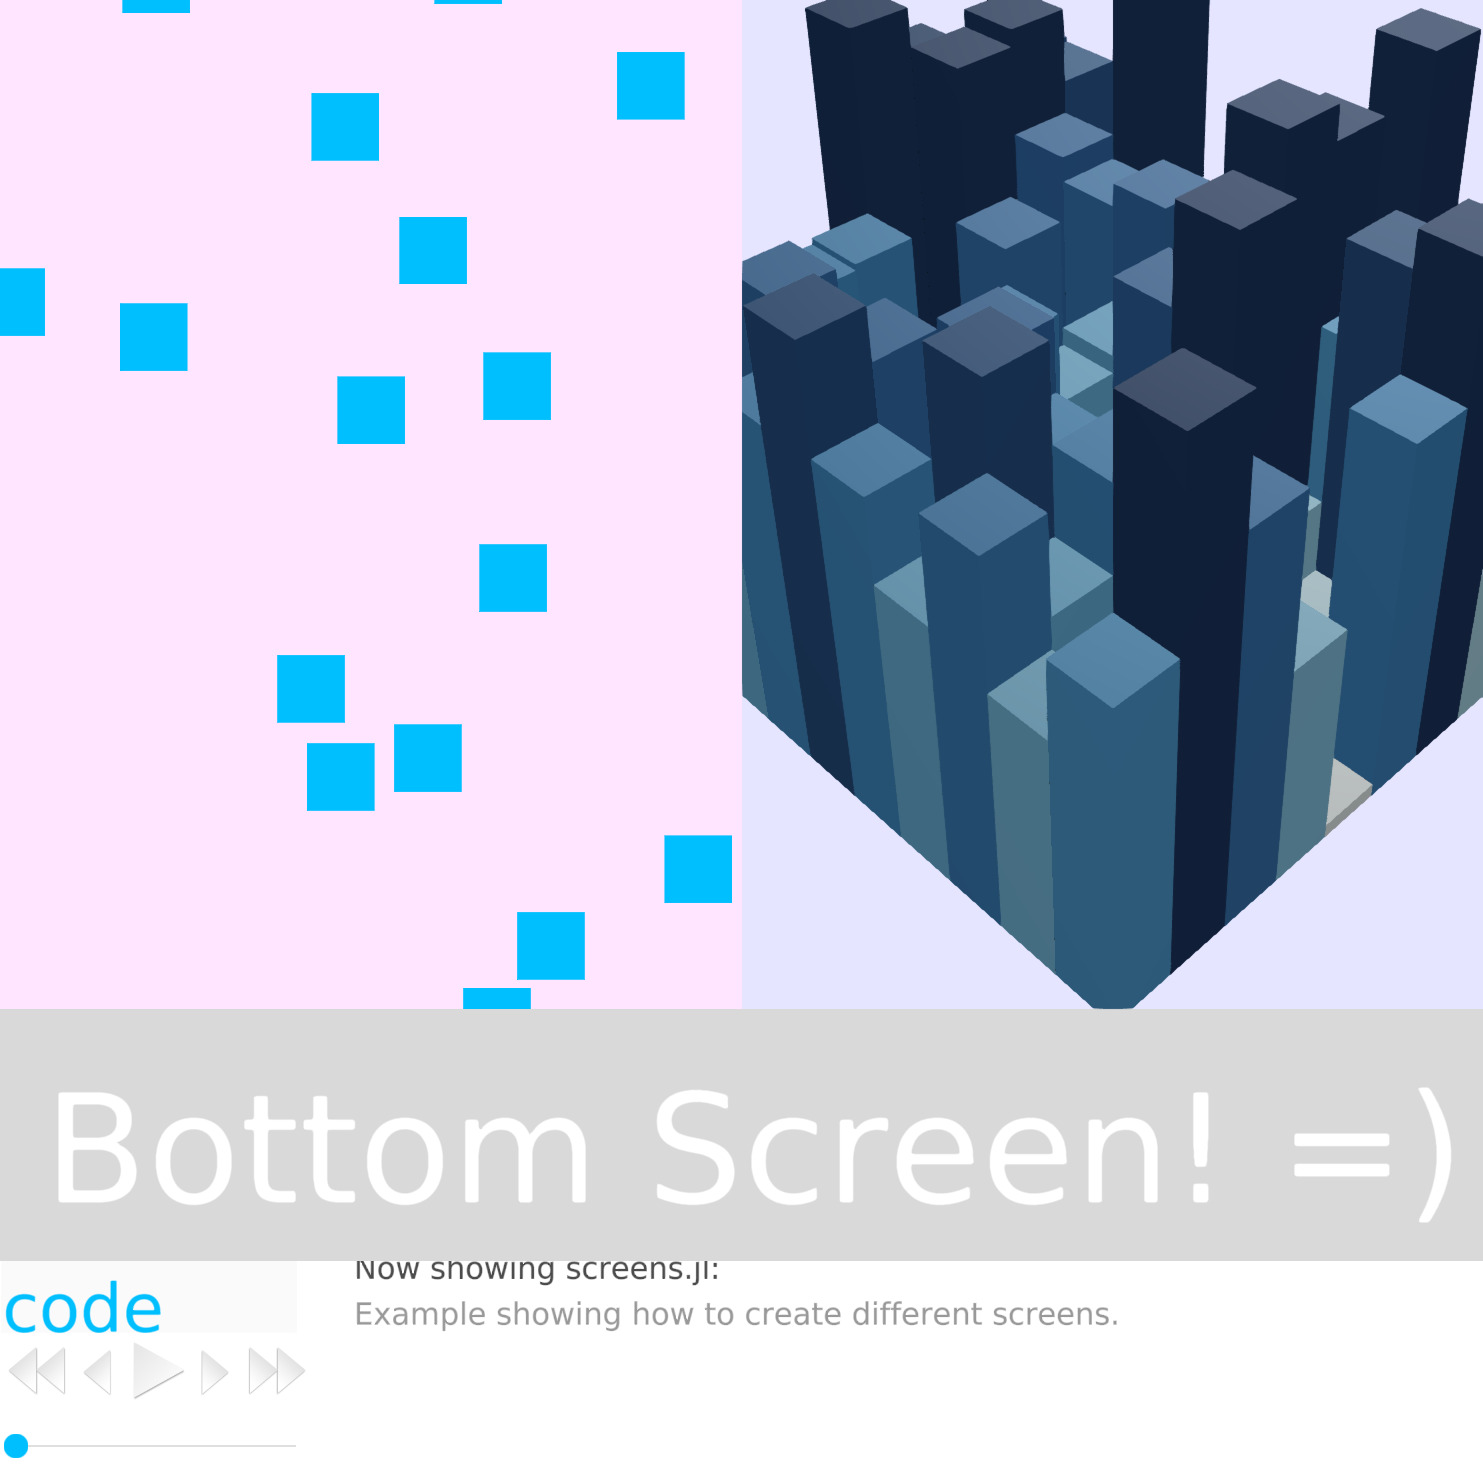 Bottom Screen! =)
Now showing screens.jl:
code
Example showing how to create different screens.